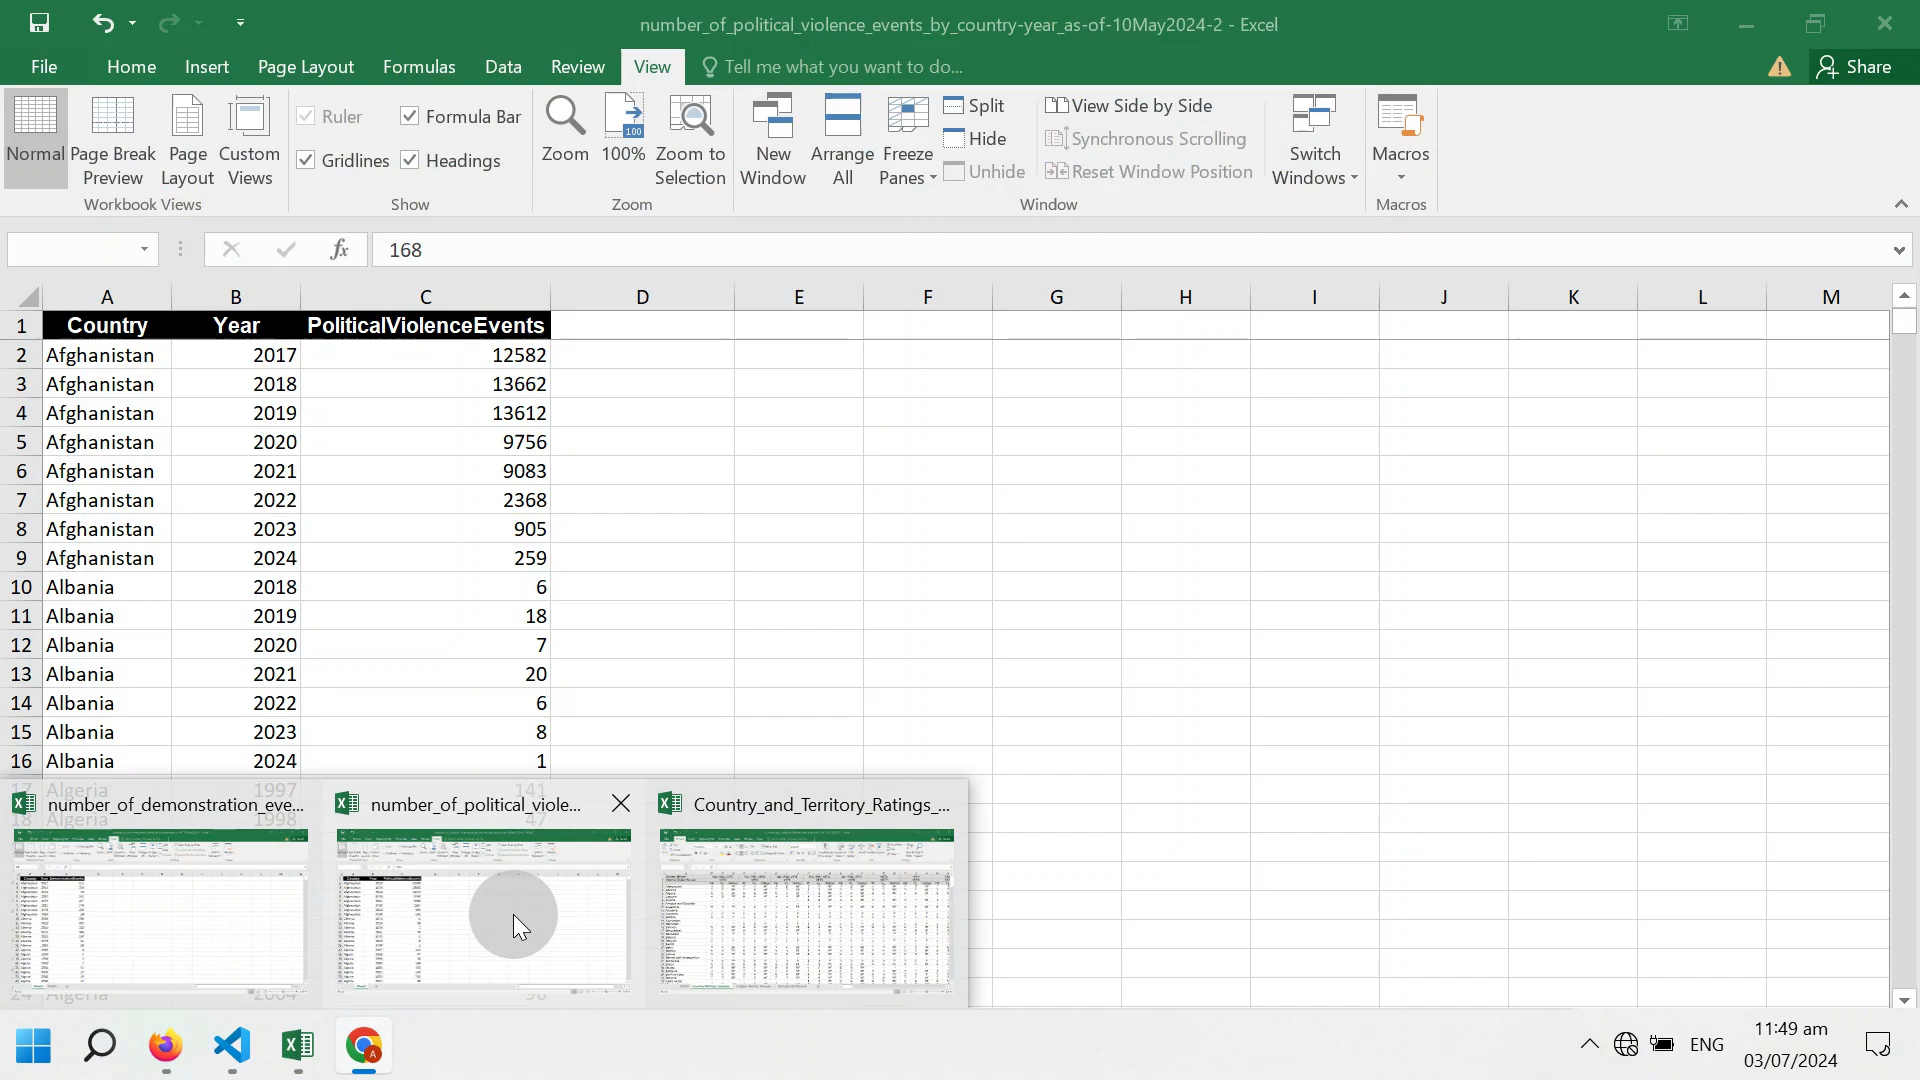 number_of_political_violence_events_by_country-year_as-of-10May2024-2 - Excel
File Home Insert Page Layout Formulas Data Review View Tell me what you want to do... Share
Normal Page Break Preview Page Layout Custom Views
Workbook Views
Ruler Formula Bar
Gridlines Headings
Show
Zoom 100% Zoom to Selection
Zoom
New Window Arrange All Freeze Panes
Split View Side by Side
Hide Synchronous Scrolling
Unhide Reset Window Position
Switch Windows
Window
Macros
Macros
fx 168
A B C D E F G H I J K L M
1 Country Year PoliticalViolenceEvents
2 Afghanistan 2017 12582
3 Afghanistan 2018 13662
4 Afghanistan 2019 13612
5 Afghanistan 2020 9756
6 Afghanistan 2021 9083
7 Afghanistan 2022 2368
8 Afghanistan 2023 905
9 Afghanistan 2024 259
10 Albania 2018 6
11 Albania 2019 18
12 Albania 2020 7
13 Albania 2021 20
14 Albania 2022 6
15 Albania 2023 8
16 Albania 2024 1
17 Algeria 1997 141
number_of_demonstration_eve... number_of_political_viole... Country_and_Territory_Ratings_...
18 1998 47
24 Algeria 2004 90
ENG
11:49 am
03/07/2024